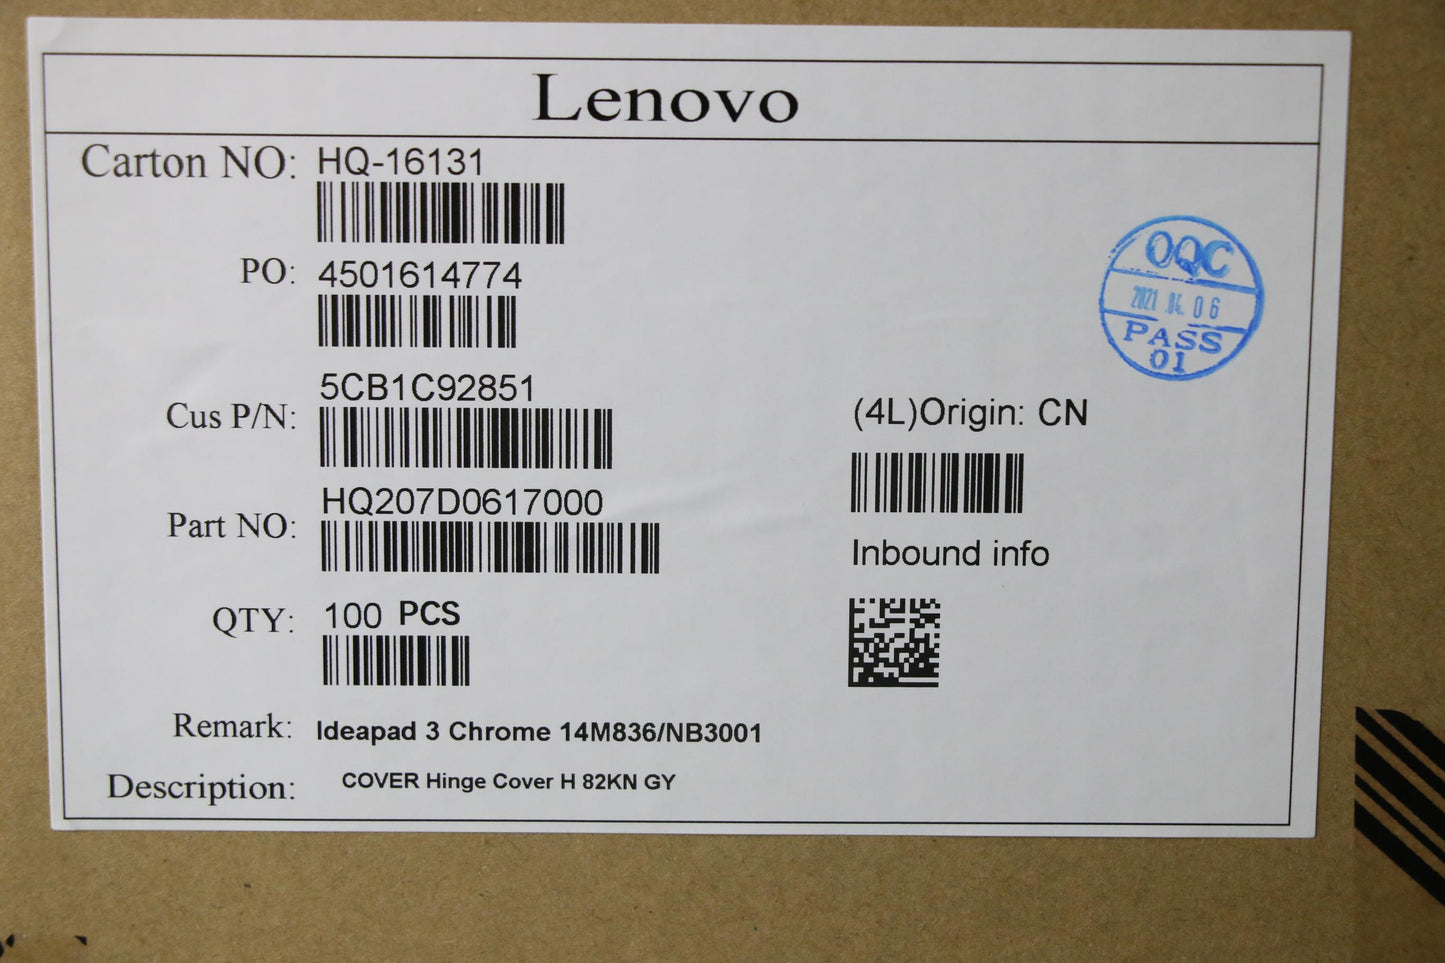 Lenovo
Carton NO: HQ-16131
PO: 4501614774
Cus P/N: 5CB1C92851
Part NO: HQ207D0617000
QTY: 100 PCS
Remark: Ideapad 3 Chrome 14M836/NB3001
Description: COVER Hinge Cover H 82KN GY
OQC
2021.04.06
PASS
01
(4L)Origin: CN
Inbound info